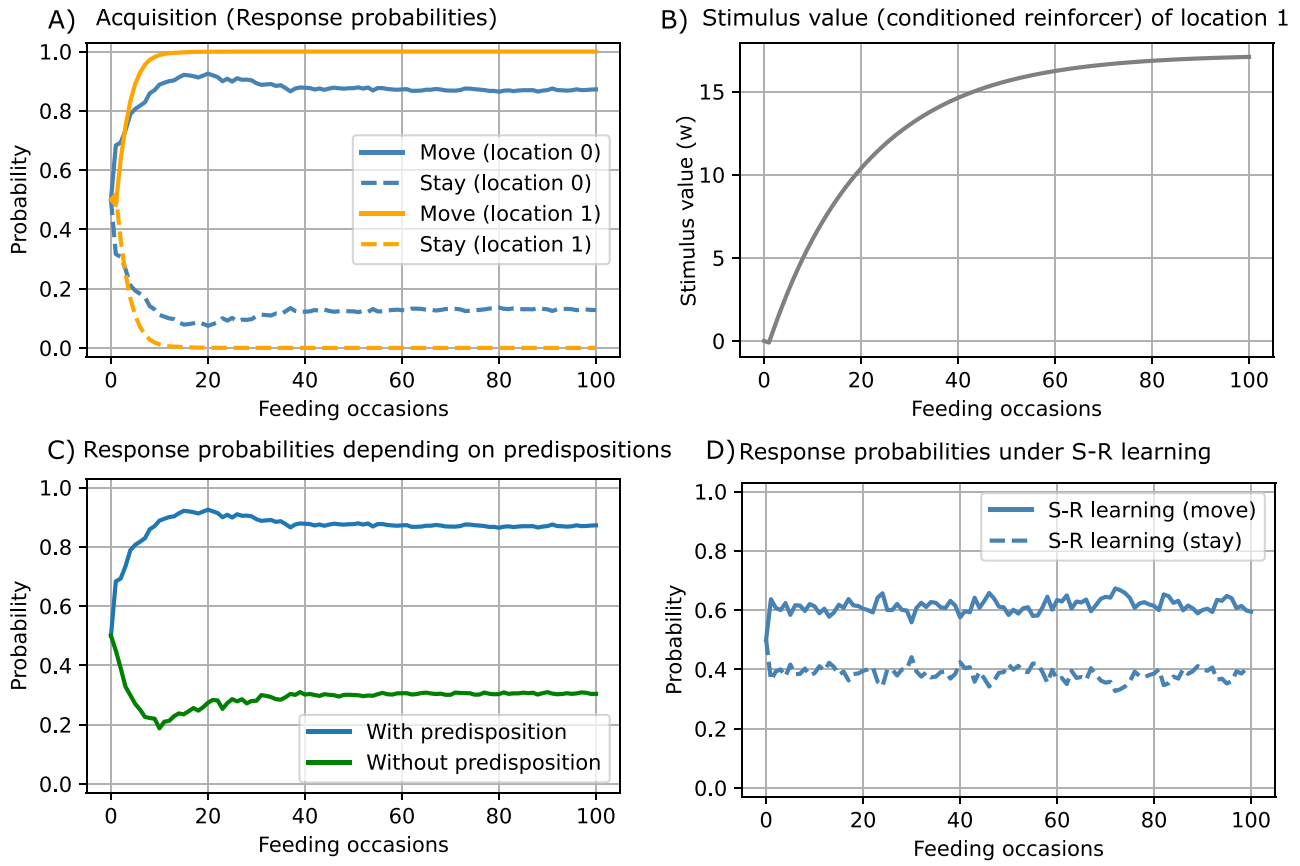 A) Acquisition (Response probabilities)
1.0
0.8
0.6
0.4
0.2
0.0
Probability
Move (location 0)
Stay (location 0)
Move (location 1)
Stay (location 1)
0 20 40 60 80 100
Feeding occasions
B) Stimulus value (conditioned reinforcer) of location 1
15
10
5
0
Stimulus value (w)
0 20 40 60 80 100
Feeding occasions
C) Response probabilities depending on predispositions
1.0
0.8
0.6
0.4
0.2
0.0
Probability
With predisposition
Without predisposition
0 20 40 60 80 100
Feeding occasions
D) Response probabilities under S-R learning
1.0
0.8
0.6
0.4
0.2
0.0
Probability
S-R learning (move)
S-R learning (stay)
0 20 40 60 80 100
Feeding occasions